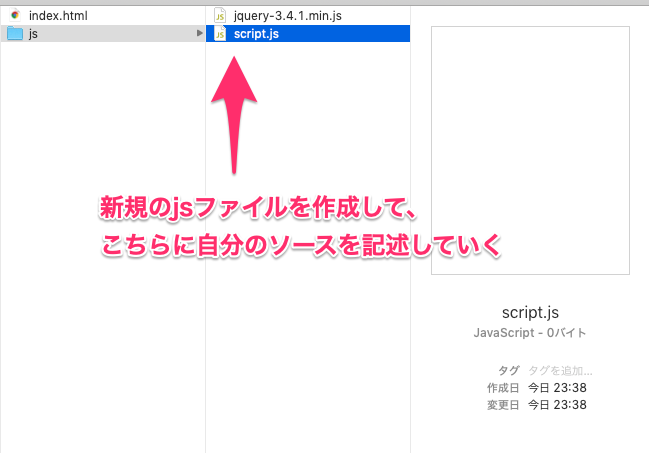 index.html
js
jquery-3.4.1.min.js
script.js
新規のjsファイルを作成して、
こちらに自分のソースを記述していく
script.js
JavaScript - 0バイト
タグ タグを追加...
作成日 今日 23:38
変更日 今日 23:38